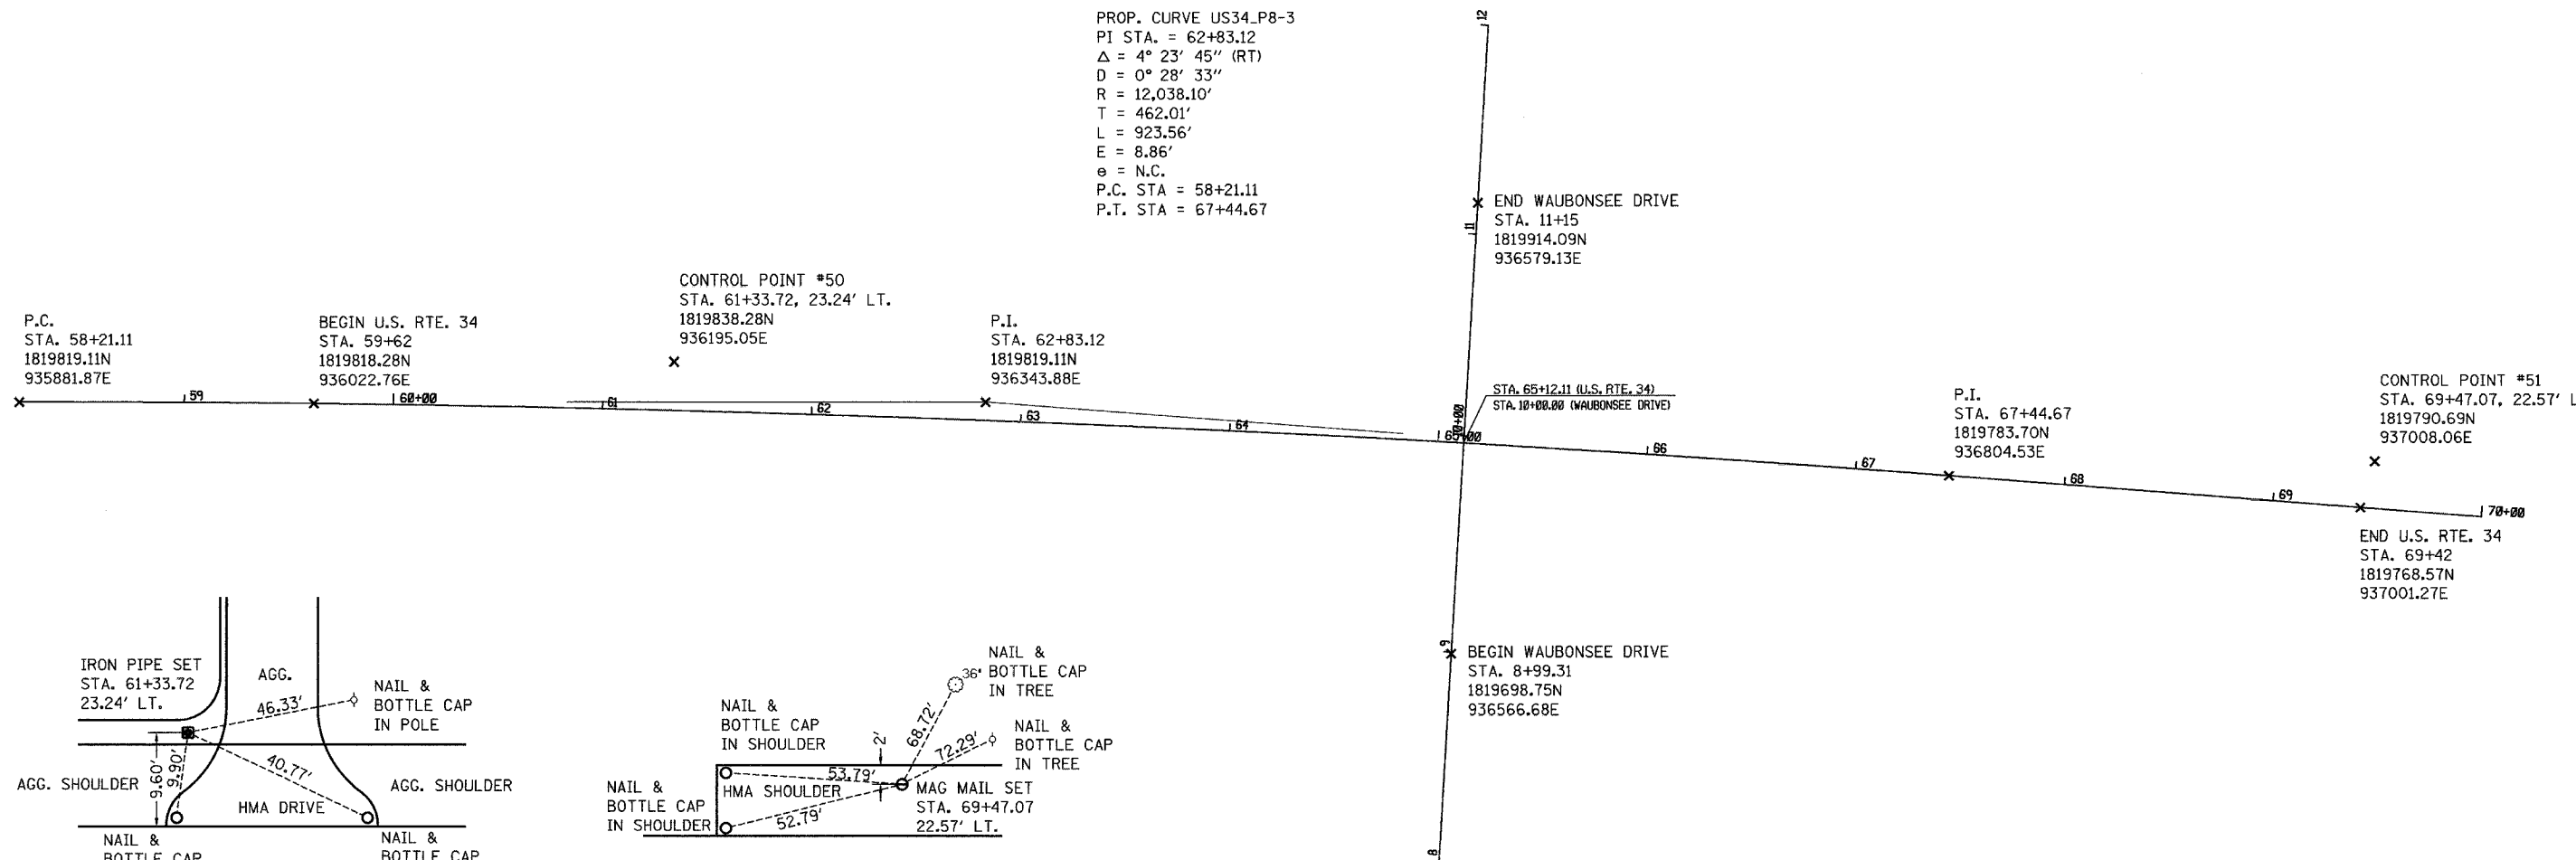 PROP. CURVE US34_P8-3
PI STA. = 62+83.12
Δ = 4° 23' 45" (RT)
D = 0° 28' 33"
R = 12,038.10'
T = 462.01'
L = 923.56'
E = 8.86'
e = N.C.
P.C. STA = 58+21.11
P.T. STA = 67+44.67
12
END WAUBONSEE DRIVE
STA. 11+15
1819914.09N
936579.13E
11
P.C.
STA. 58+21.11
1819819.11N
935881.87E
BEGIN U.S. RTE. 34
STA. 59+62
1819818.28N
936022.76E
CONTROL POINT #50
STA. 61+33.72, 23.24' LT.
1819838.28N
936195.05E
P.I.
STA. 62+83.12
1819819.11N
936343.88E
STA. 65+12.11 (U.S. RTE. 34)
STA. 10+00.00 (WAUBONSEE DRIVE)
P.I.
STA. 67+44.67
1819783.70N
936804.53E
CONTROL POINT #51
STA. 69+47.07, 22.57' L
1819790.69N
937008.06E
59
60+00
61
62
63
64
65+00
10+00
66
67
68
69
70+00
END U.S. RTE. 34
STA. 69+42
1819768.57N
937001.27E
9
BEGIN WAUBONSEE DRIVE
STA. 8+99.31
1819698.75N
936566.68E
8
IRON PIPE SET
STA. 61+33.72
23.24' LT.
AGG.
46.33'
NAIL &
BOTTLE CAP
IN POLE
9.60'
9.90'
40.77'
AGG. SHOULDER
HMA DRIVE
AGG. SHOULDER
NAIL &
BOTTLE CAP
NAIL &
BOTTLE CAP
NAIL &
BOTTLE CAP
IN SHOULDER
36"
NAIL &
BOTTLE CAP
IN TREE
68.72'
2'
72.29'
NAIL &
BOTTLE CAP
IN TREE
53.79'
HMA SHOULDER
NAIL &
BOTTLE CAP
IN SHOULDER
52.79'
MAG MAIL SET
STA. 69+47.07
22.57' LT.